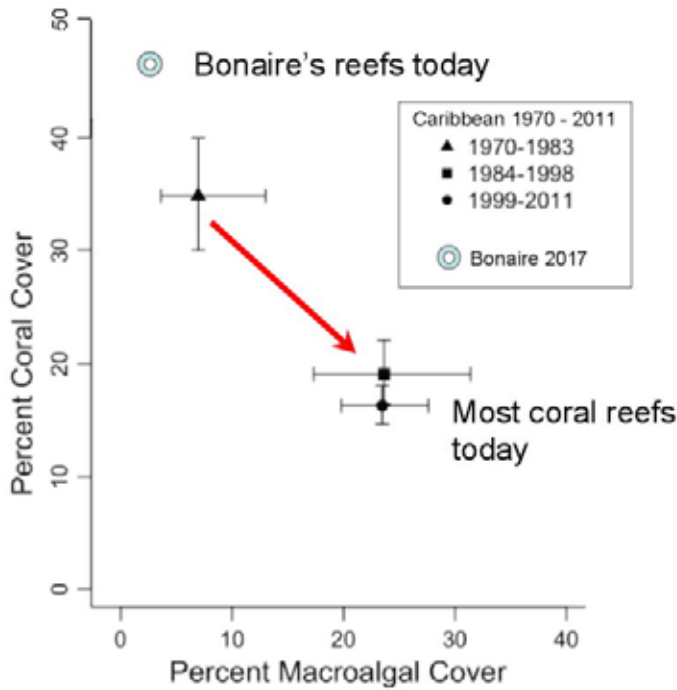 50
Bonaire's reefs today
Caribbean 1970 - 2011
1970-1983
1984-1998
1999-2011
Bonaire 2017
40
30
20
10
0
Percent Coral Cover
Most coral reefs
today
0 10 20 30 40
Percent Macroalgal Cover